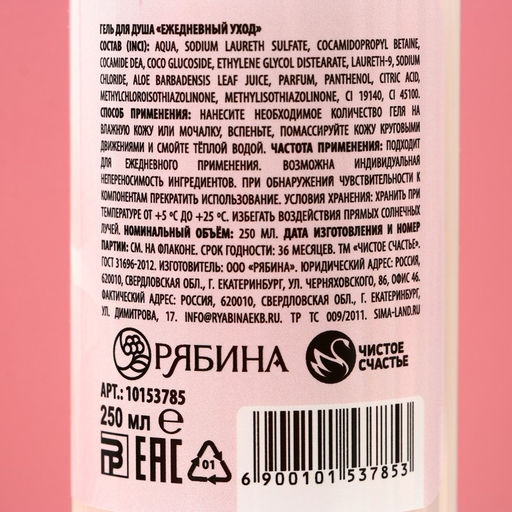 ГЕЛЬ ДЛЯ ДУША «ЕЖЕДНЕВНЫЙ УХОД»
СОСТАВ (INCI): AQUA, SODIUM LAURETH SULFATE, COCAMIDOPROPYL BETAINE,
COCAMIDE DEA, COCO GLUCOSIDE, ETHYLENE GLYCOL DISTEARATE, LAURETH-9, SODIUM
CHLORIDE, ALOE BARBADENSIS LEAF JUICE, PARFUM, PANTHENOL, CITRIC ACID,
METHYLCHLOROISOTHIAZOLINONE, METHYLISOTHIAZOLINONE, CI 19140, CI 45100.
СПОСОБ ПРИМЕНЕНИЯ: НАНЕСИТЕ НЕОБХОДИМОЕ КОЛИЧЕСТВО ГЕЛЯ НА
ВЛАЖНУЮ КОЖУ ИЛИ МОЧАЛКУ, ВСПЕНЬТЕ, ПОМАССИРУЙТЕ КОЖУ КРУГОВЫМИ
ДВИЖЕНИЯМИ И СМОЙТЕ ТЁПЛОЙ ВОДОЙ. ЧАСТОТА ПРИМЕНЕНИЯ: ПОДХОДИТ
ДЛЯ ЕЖЕДНЕВНОГО ПРИМЕНЕНИЯ. ВОЗМОЖНА ИНДИВИДУАЛЬНАЯ
НЕПЕРЕНОСИМОСТЬ ИНГРЕДИЕНТОВ. ПРИ ОБНАРУЖЕНИИ ЧУВСТВИТЕЛЬНОСТИ К
КОМПОНЕНТАМ ПРЕКРАТИТЬ ИСПОЛЬЗОВАНИЕ. УСЛОВИЯ ХРАНЕНИЯ: ХРАНИТЬ ПРИ
ТЕМПЕРАТУРЕ ОТ +5 °C ДО +25 °C. ИЗБЕГАТЬ ВОЗДЕЙСТВИЯ ПРЯМЫХ СОЛНЕЧНЫХ
ЛУЧЕЙ. НОМИНАЛЬНЫЙ ОБЪЁМ: 250 МЛ. ДАТА ИЗГОТОВЛЕНИЯ И НОМЕР
ПАРТИИ: СМ. НА ФЛАКОНЕ. СРОК ГОДНОСТИ: 36 МЕСЯЦЕВ. ТМ «ЧИСТОЕ СЧАСТЬЕ».
ГОСТ 31696-2012. ИЗГОТОВИТЕЛЬ: ООО «РЯБИНА». ЮРИДИЧЕСКИЙ АДРЕС: РОССИЯ,
620010, СВЕРДЛОВСКАЯ ОБЛ., Г. ЕКАТЕРИНБУРГ, УЛ. ЧЕРНЯХОВСКОГО, 86, ОФИС 46.
ФАКТИЧЕСКИЙ АДРЕС: РОССИЯ, 620010, СВЕРДЛОВСКАЯ ОБЛ., Г. ЕКАТЕРИНБУРГ,
УЛ. ДИМИТРОВА, 17. INFO@RYABINAEKB.RU. ТР ТС 009/2011. SIMA-LAND.RU
РЯБИНА
ЧИСТОЕ
СЧАСТЬЕ
АРТ.: 10153785
250 мл e
EAC
01
6 900101 537853